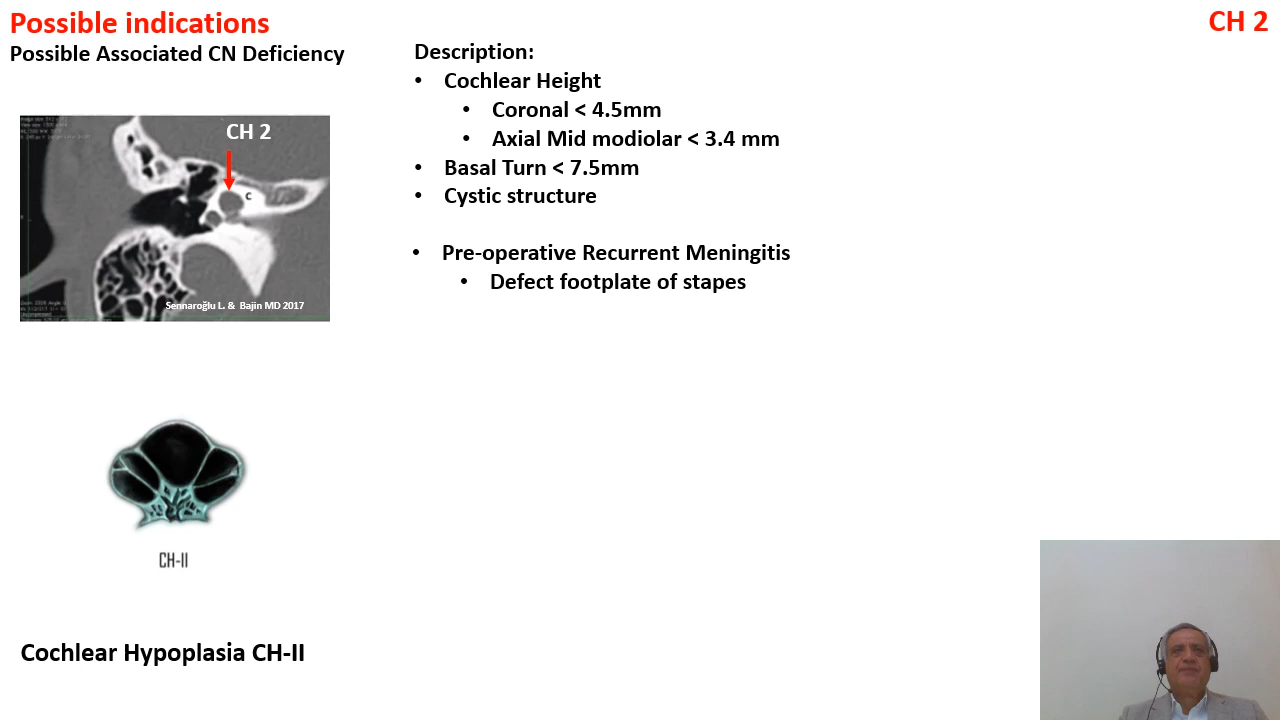 Possible indications
CH 2
Possible Associated CN Deficiency
Description:
• Cochlear Height
• Coronal < 4.5mm
• Axial Mid modiolar < 3.4 mm
• Basal Turn < 7.5mm
• Cystic structure
• Pre-operative Recurrent Meningitis
• Defect footplate of stapes
CH 2
c
Sennaroğlu L. & Bajin MD 2017
CH-II
Cochlear Hypoplasia CH-II